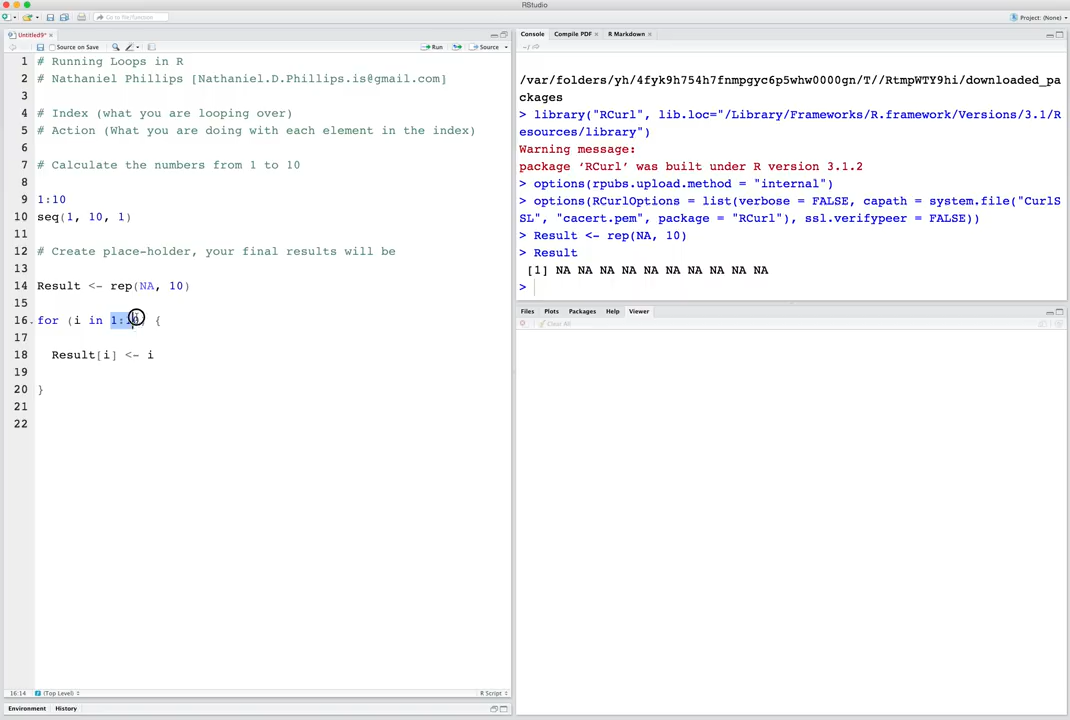 RStudio
Go to file/function
Project: (None)
Untitled9*
Source on Save
Run
Source
1 # Running Loops in R
2 # Nathaniel Phillips [Nathaniel.D.Phillips.is@gmail.com]
3
4 # Index (what you are looping over)
5 # Action (What you are doing with each element in the index)
6
7 # Calculate the numbers from 1 to 10
8
9 1:10
10 seq(1, 10, 1)
11
12 # Create place-holder, your final results will be
13
14 Result <- rep(NA, 10)
15
16 for (i in 1:10) {
17
18 Result[i] <- i
19
20 }
21
22
16:14 (Top Level) R Script
Environment History
Console Compile PDF R Markdown
~/
/var/folders/yh/4fyk9h754h7fnmpgyc6p5whw0000gn/T//RtmpWTY9hi/downloaded_pa
ckages
> library("RCurl", lib.loc="/Library/Frameworks/R.framework/Versions/3.1/R
esources/library")
Warning message:
package ‘RCurl’ was built under R version 3.1.2
> options(rpubs.upload.method = "internal")
> options(RCurlOptions = list(verbose = FALSE, capath = system.file("CurlS
SL", "cacert.pem", package = "RCurl"), ssl.verifypeer = FALSE))
> Result <- rep(NA, 10)
> Result
[1] NA NA NA NA NA NA NA NA NA NA
>
Files Plots Packages Help Viewer
Clear All